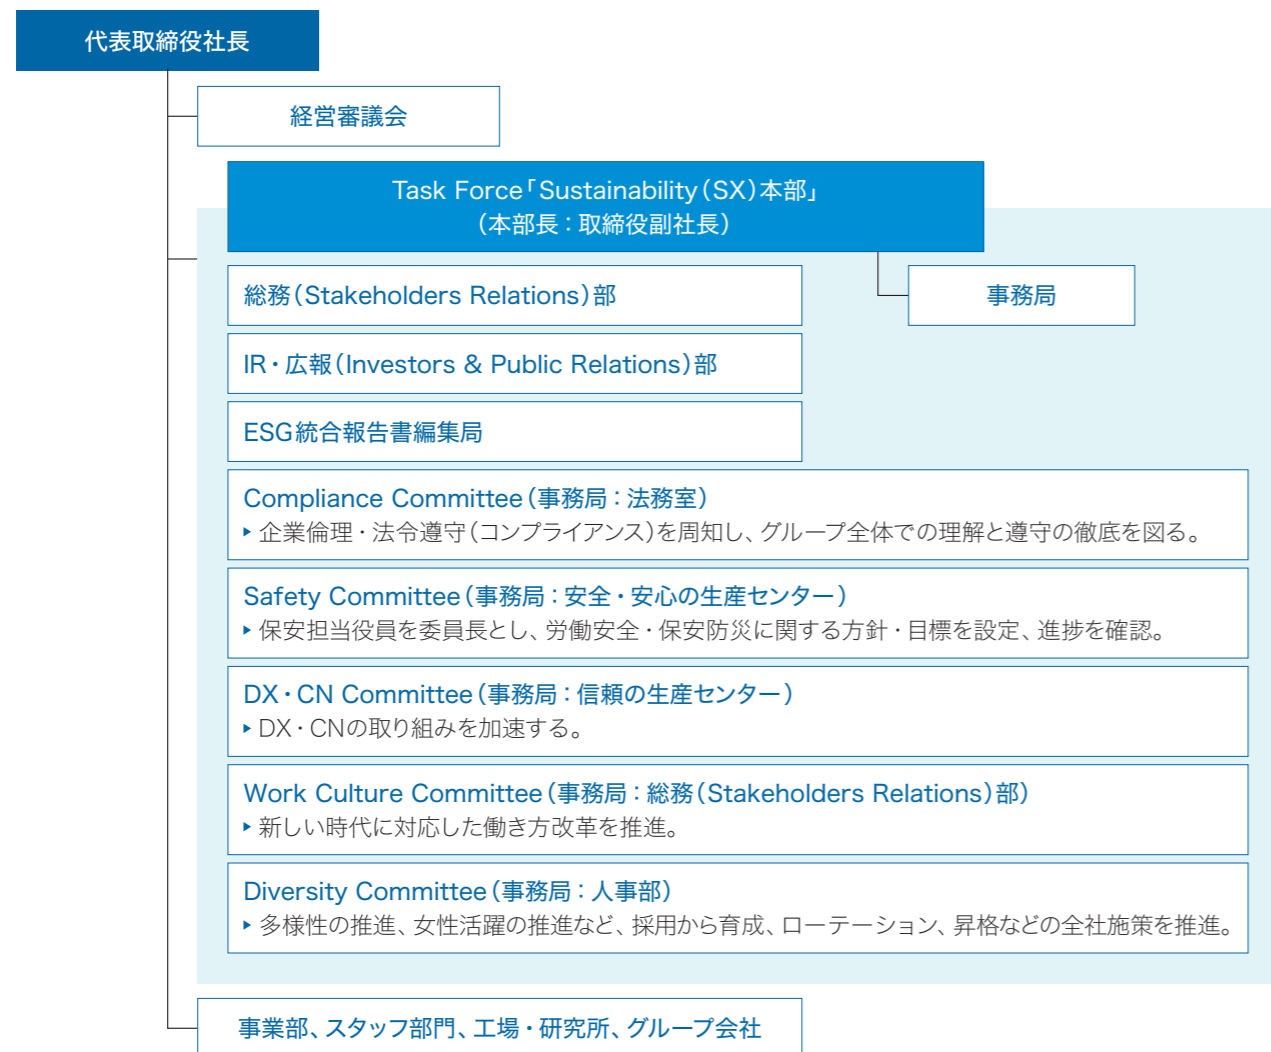 代表取締役社長
経営審議会
Task Force「Sustainability（SX）本部」
（本部長：取締役副社長）
総務（Stakeholders Relations）部
事務局
IR・広報（Investors & Public Relations）部
ESG統合報告書編集局
Compliance Committee（事務局：法務室）
▸ 企業倫理・法令遵守（コンプライアンス）を周知し、グループ全体での理解と遵守の徹底を図る。
Safety Committee（事務局：安全・安心の生産センター）
▸ 保安担当役員を委員長とし、労働安全・保安防災に関する方針・目標を設定、進捗を確認。
DX・CN Committee（事務局：信頼の生産センター）
▸ DX・CNの取り組みを加速する。
Work Culture Committee（事務局：総務（Stakeholders Relations）部）
▸ 新しい時代に対応した働き方改革を推進。
Diversity Committee（事務局：人事部）
▸ 多様性の推進、女性活躍の推進など、採用から育成、ローテーション、昇格などの全社施策を推進。
事業部、スタッフ部門、工場・研究所、グループ会社